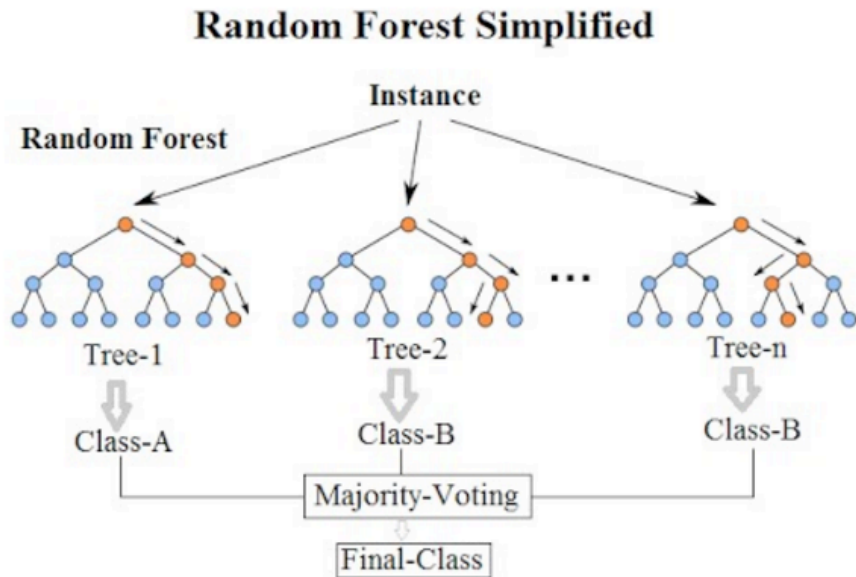 Random Forest Simplified
Instance
Random Forest
...
Tree-1
Tree-2
Tree-n
Class-A
Class-B
Class-B
Majority-Voting
Final-Class